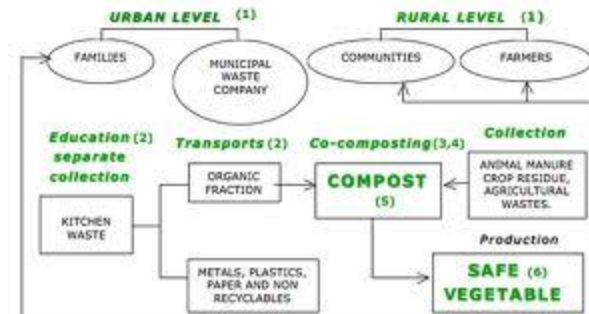 URBAN LEVEL (1)
RURAL LEVEL (1)
FAMILIES
MUNICIPAL
WASTE
COMPANY
COMMUNITIES
FARMERS
Education (2)
separate
collection
Transports (2)
Co-composting (3,4)
Collection
KITCHEN
WASTE
ORGANIC
FRACTION
COMPOST
(5)
ANIMAL MANURE
CROP RESIDUE,
AGRICULTURAL
WASTES.
METALS, PLASTICS,
PAPER AND NON
RECYCLABLES
Production
SAFE (6)
VEGETABLE